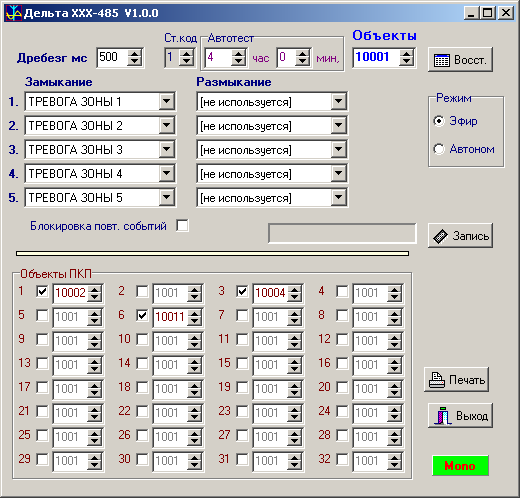 Дельта XXX-485 V1.0.0
Ст.код Автотест Объекты
Дребезг мс 500 1 4 час 0 мин, 10001 Восст.
Замыкание Размыкание
1. ТРЕВОГА ЗОНЫ 1 [не используется]
Режим
2. ТРЕВОГА ЗОНЫ 2 [не используется] Эфир
3. ТРЕВОГА ЗОНЫ 3 [не используется] Автоном
4. ТРЕВОГА ЗОНЫ 4 [не используется]
5. ТРЕВОГА ЗОНЫ 5 [не используется]
Блокировка повт. событий
Запись
Объекты ПКП
1 10002 2 1001 3 10004 4 1001
5 1001 6 10011 7 1001 8 1001
9 1001 10 1001 11 1001 12 1001
13 1001 14 1001 15 1001 16 1001
17 1001 18 1001 19 1001 20 1001
Печать
21 1001 22 1001 23 1001 24 1001
Выход
25 1001 26 1001 27 1001 28 1001
29 1001 30 1001 31 1001 32 1001
Mono